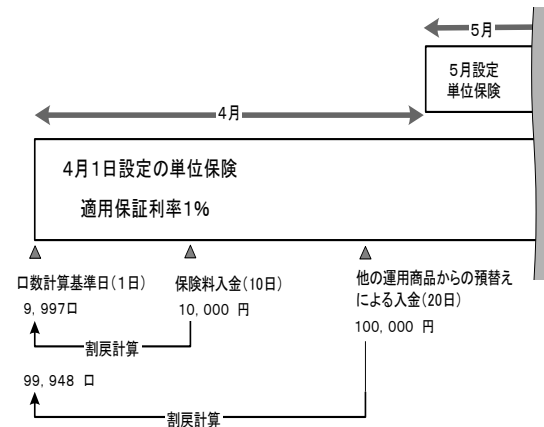 5月
5月設定
単位保険
4月
4月1日設定の単位保険
適用保証利率1%
口数計算基準日(1日)
9,997口
保険料入金(10日)
10,000 円
他の運用商品からの預替え
による入金(20日)
100,000 円
割戻計算
99,948 口
割戻計算